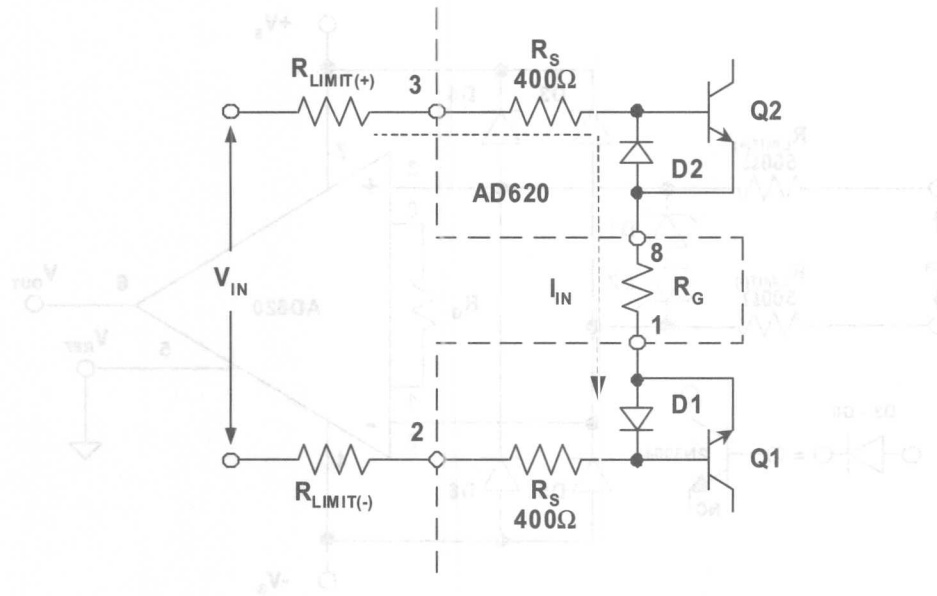 R_LIMIT(+)
3
R_S
400Ω
Q2
D2
AD620
8
V_IN
I_IN
R_G
1
D1
2
Q1
R_LIMIT(-)
R_S
400Ω